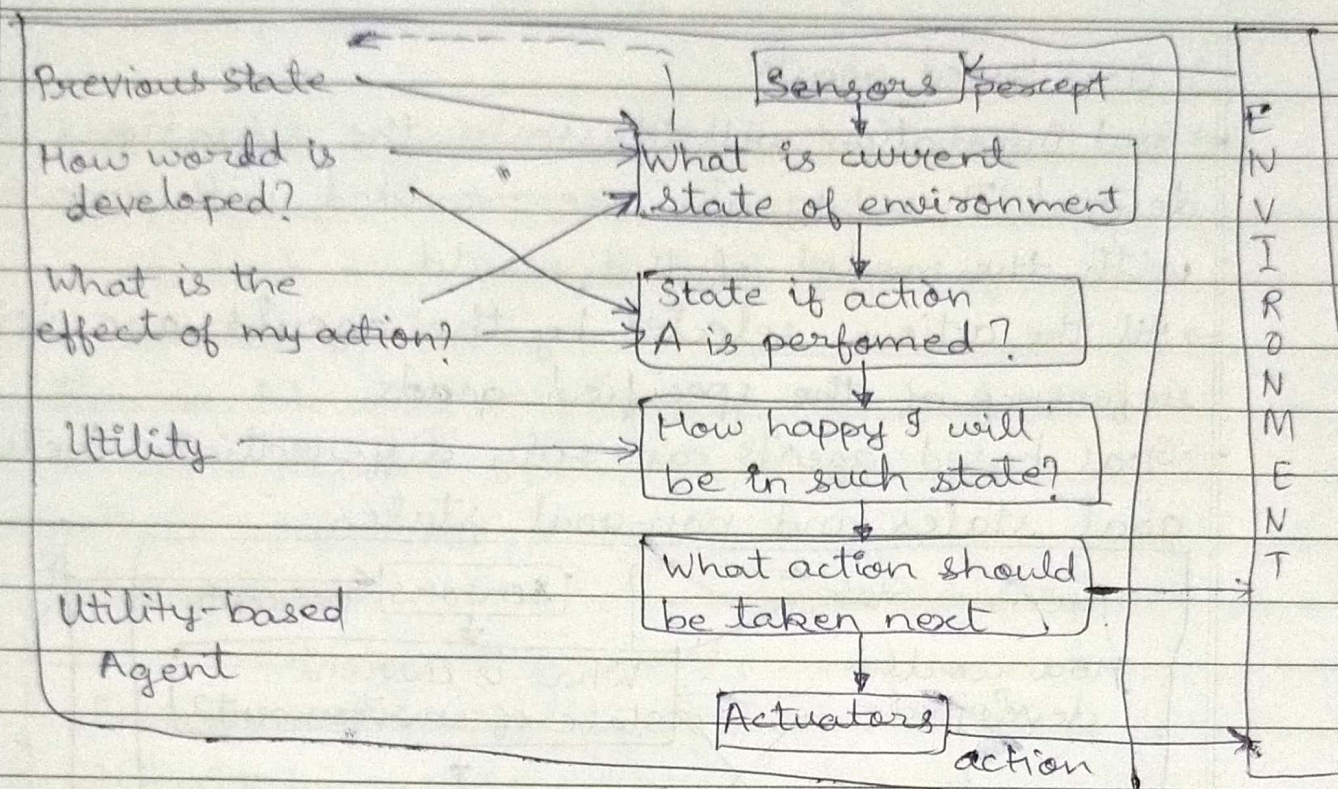 Previous state
Sensors
percept
How world is
developed?
What is current
state of environment
What is the
effect of my action?
State if action
A is perfomed?
Utility
How happy I will
be in such state?
What action should
be taken next
Utility-based
Agent
Actuators
action
ENVIRONMENT